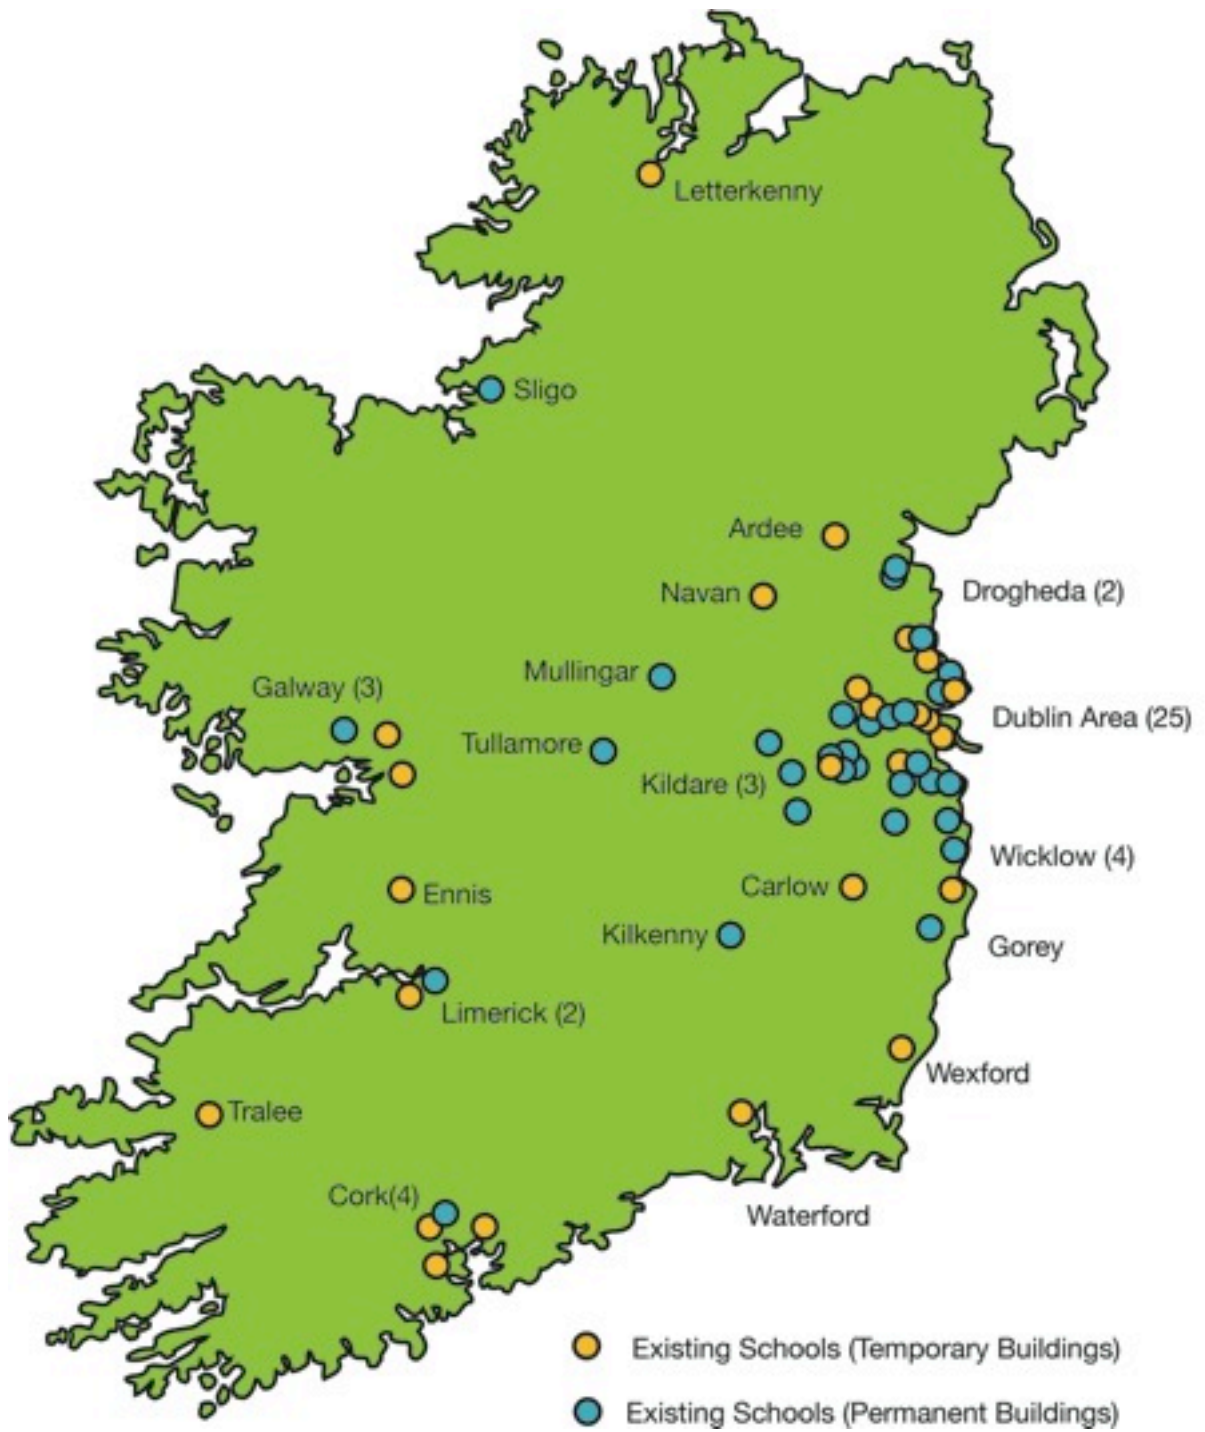 Letterkenny
Sligo
Ardee
Navan
Drogheda (2)
Mullingar
Galway (3)
Dublin Area (25)
Tullamore
Kildare (3)
Wicklow (4)
Carlow
Ennis
Kilkenny
Gorey
Limerick (2)
Wexford
Tralee
Cork(4)
Waterford
Existing Schools (Temporary Buildings)
Existing Schools (Permanent Buildings)